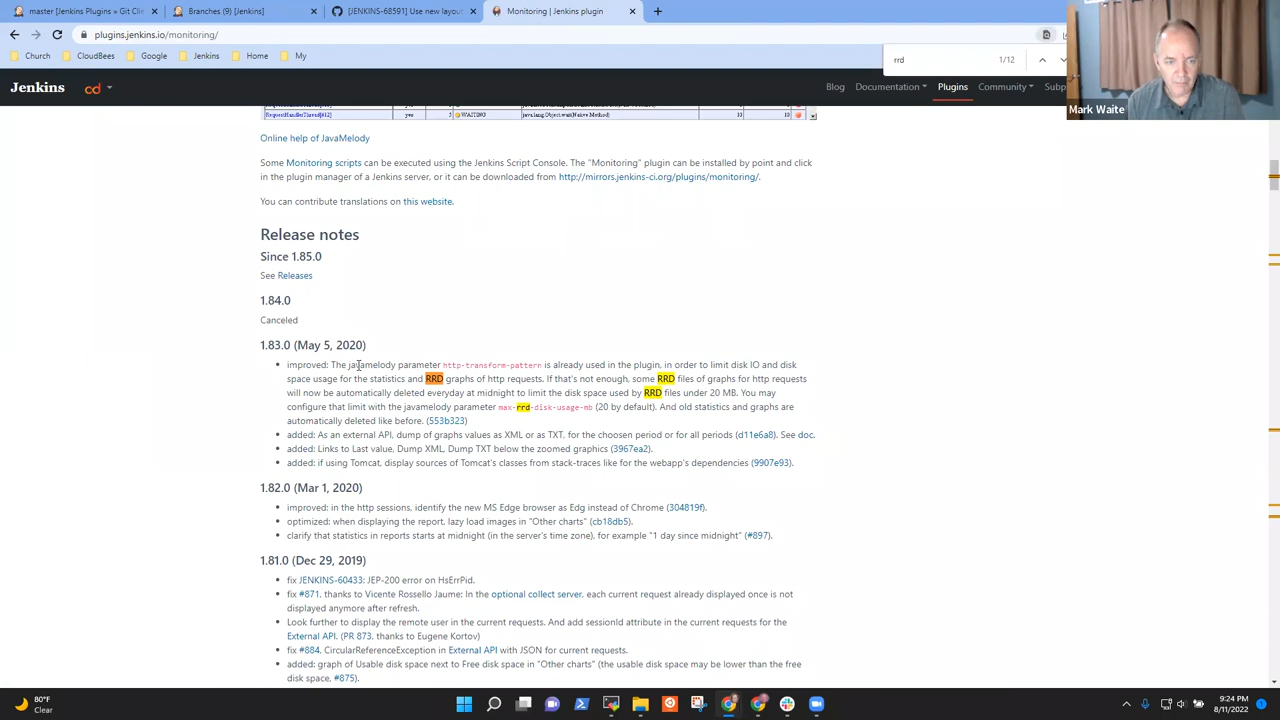 master [Jenkins Plugins » Git Cli
Branches (9) [Jenkins]
[JENKINS-68591] Use new layou
Monitoring | Jenkins plugin
plugins.jenkins.io/monitoring/
Church CloudBees Google Jenkins Home My
rrd 1/12
Jenkins cd
Blog Documentation Plugins Community Subp
Mark Waite
RequestHandlerThread[#12] yes 5 WAITING java.lang.Object.wait(Native Method) 10 10
Online help of JavaMelody
Some Monitoring scripts can be executed using the Jenkins Script Console. The "Monitoring" plugin can be installed by point and click
in the plugin manager of a Jenkins server, or it can be downloaded from http://mirrors.jenkins-ci.org/plugins/monitoring/.
You can contribute translations on this website.
Release notes
Since 1.85.0
See Releases
1.84.0
Canceled
1.83.0 (May 5, 2020)
improved: The javamelody parameter http-transform-pattern is already used in the plugin, in order to limit disk IO and disk
space usage for the statistics and RRD graphs of http requests. If that's not enough, some RRD files of graphs for http requests
will now be automatically deleted everyday at midnight to limit the disk space used by RRD files under 20 MB. You may
configure that limit with the javamelody parameter max-rrd-disk-usage-mb (20 by default). And old statistics and graphs are
automatically deleted like before. (553b323)
added: As an external API, dump of graphs values as XML or as TXT, for the choosen period or for all periods (d11e6a8). See doc.
added: Links to Last value, Dump XML, Dump TXT below the zoomed graphics (3967ea2).
added: if using Tomcat, display sources of Tomcat's classes from stack-traces like for the webapp's dependencies (9907e93).
1.82.0 (Mar 1, 2020)
improved: in the http sessions, identify the new MS Edge browser as Edg instead of Chrome (304819f).
optimized: when displaying the report, lazy load images in "Other charts" (cb18db5).
clarify that statistics in reports starts at midnight (in the server's time zone), for example "1 day since midnight" (#897).
1.81.0 (Dec 29, 2019)
fix JENKINS-60433: JEP-200 error on HsErrPid.
fix #871, thanks to Vicente Rossello Jaume: In the optional collect server, each current request already displayed once is not
displayed anymore after refresh.
Look further to display the remote user in the current requests. And add sessionId attribute in the current requests for the
External API. (PR 873, thanks to Eugene Kortov)
fix #884, CircularReferenceException in External API with JSON for current requests.
added: graph of Usable disk space next to Free disk space in "Other charts" (the usable disk space may be lower than the free
disk space, #875).
80°F
Clear
9:24 PM
8/11/2022